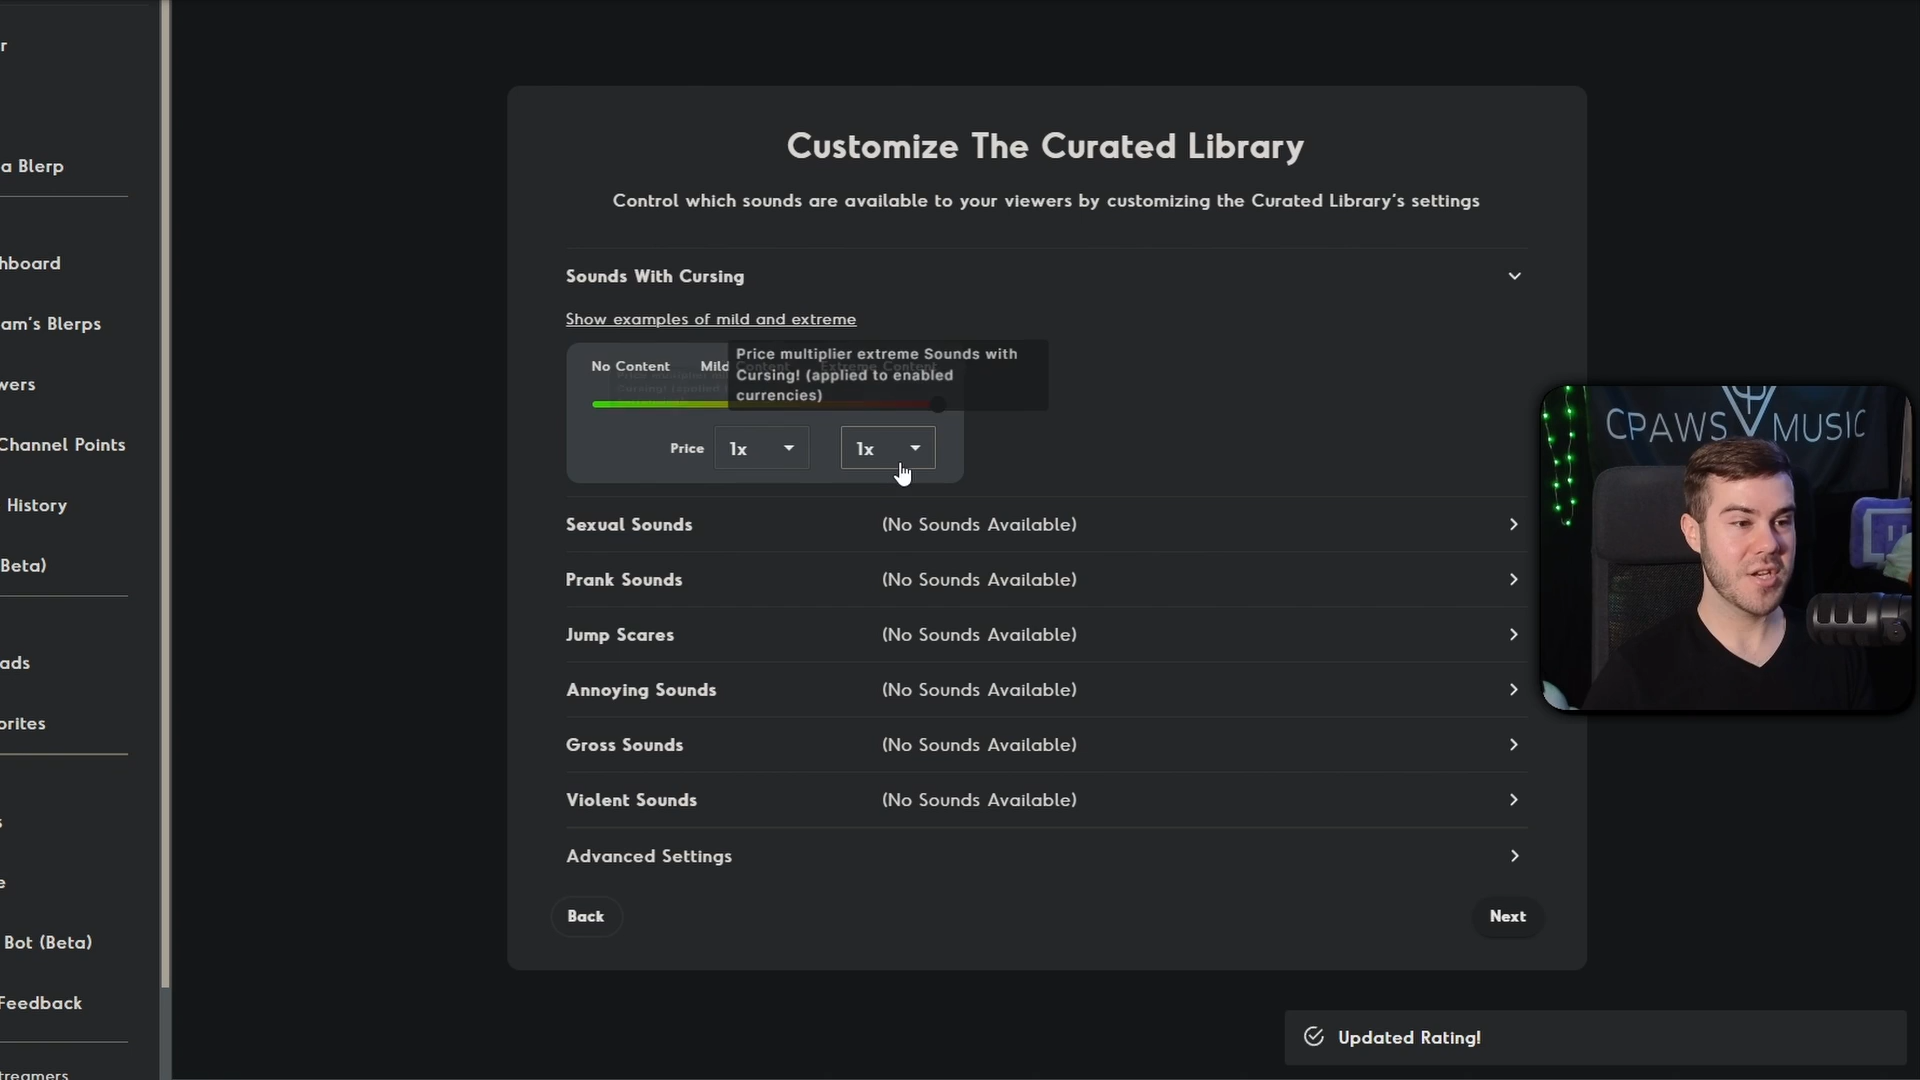 r
a Blerp
hboard
am's Blerps
wers
Channel Points
History
(Beta)
ads
orites
s
e
Bot (Beta)
Feedback
treamers
Customize The Curated Library
Control which sounds are available to your viewers by customizing the Curated Library's settings
Sounds With Cursing
Show examples of mild and extreme
No Content Mild
Price multiplier extreme Sounds with
Cursing! (applied to enabled
currencies)
Price 1x 1x
Sexual Sounds (No Sounds Available)
Prank Sounds (No Sounds Available)
Jump Scares (No Sounds Available)
Annoying Sounds (No Sounds Available)
Gross Sounds (No Sounds Available)
Violent Sounds (No Sounds Available)
Advanced Settings
Back Next
Updated Rating!
CPAWS MUSIC